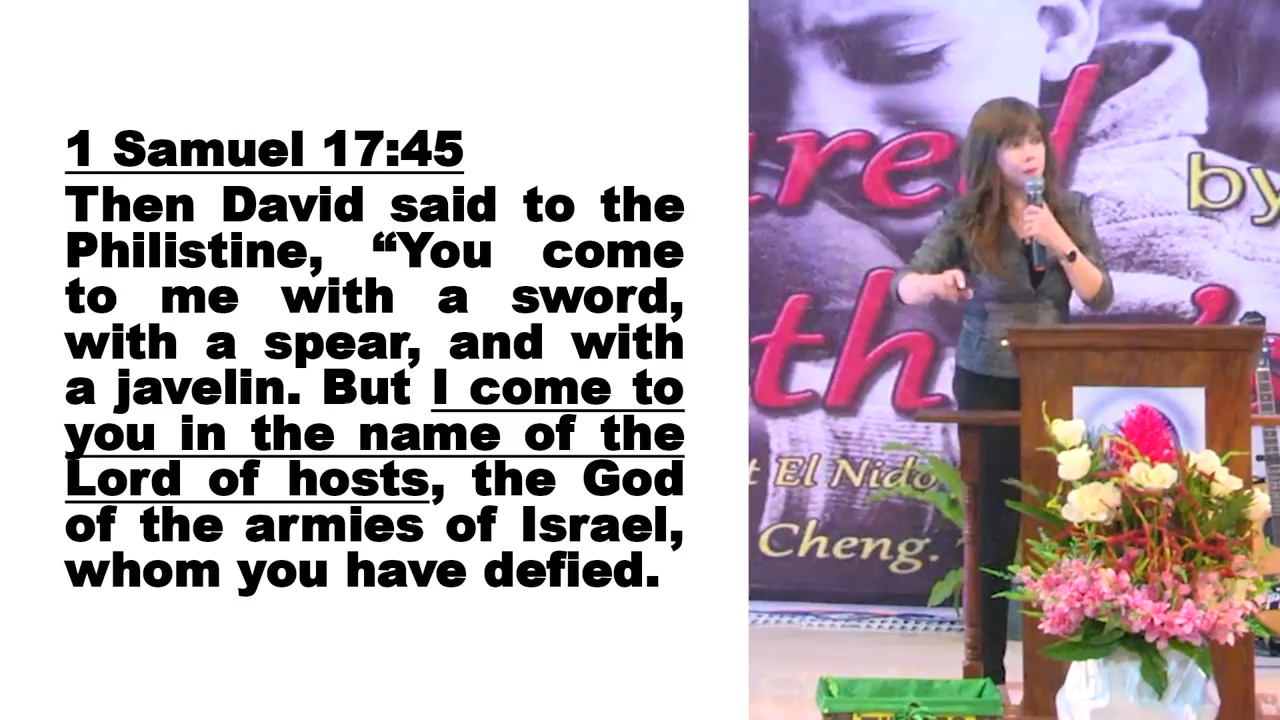 1 Samuel 17:45
Then David said to the
Philistine, “You come
to me with a sword,
with a spear, and with
a javelin. But I come to
you in the name of the
Lord of hosts, the God
of the armies of Israel,
whom you have defied.
by
El Nido
Cheng.